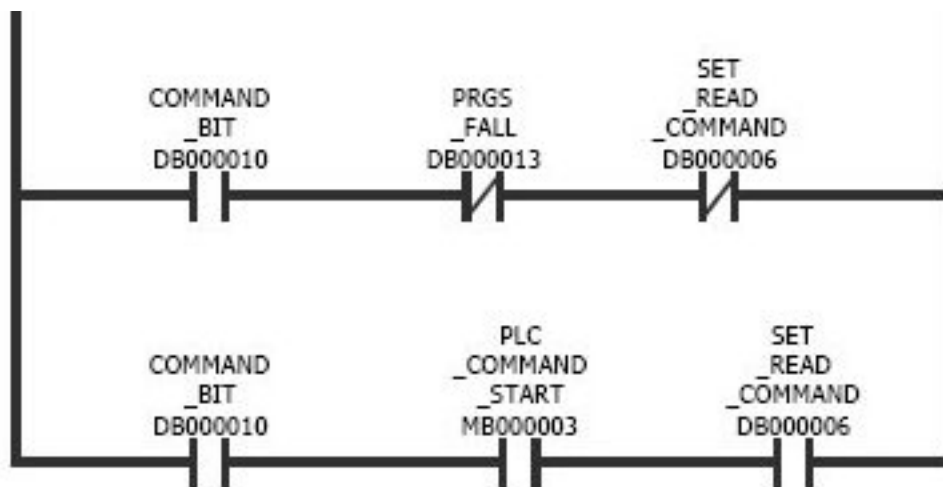 COMMAND
_BIT
DB000010
PRGS
_FALL
DB000013
SET
_READ
_COMMAND
DB000006
COMMAND
_BIT
DB000010
PLC
_COMMAND
_START
MB000003
SET
_READ
_COMMAND
DB000006